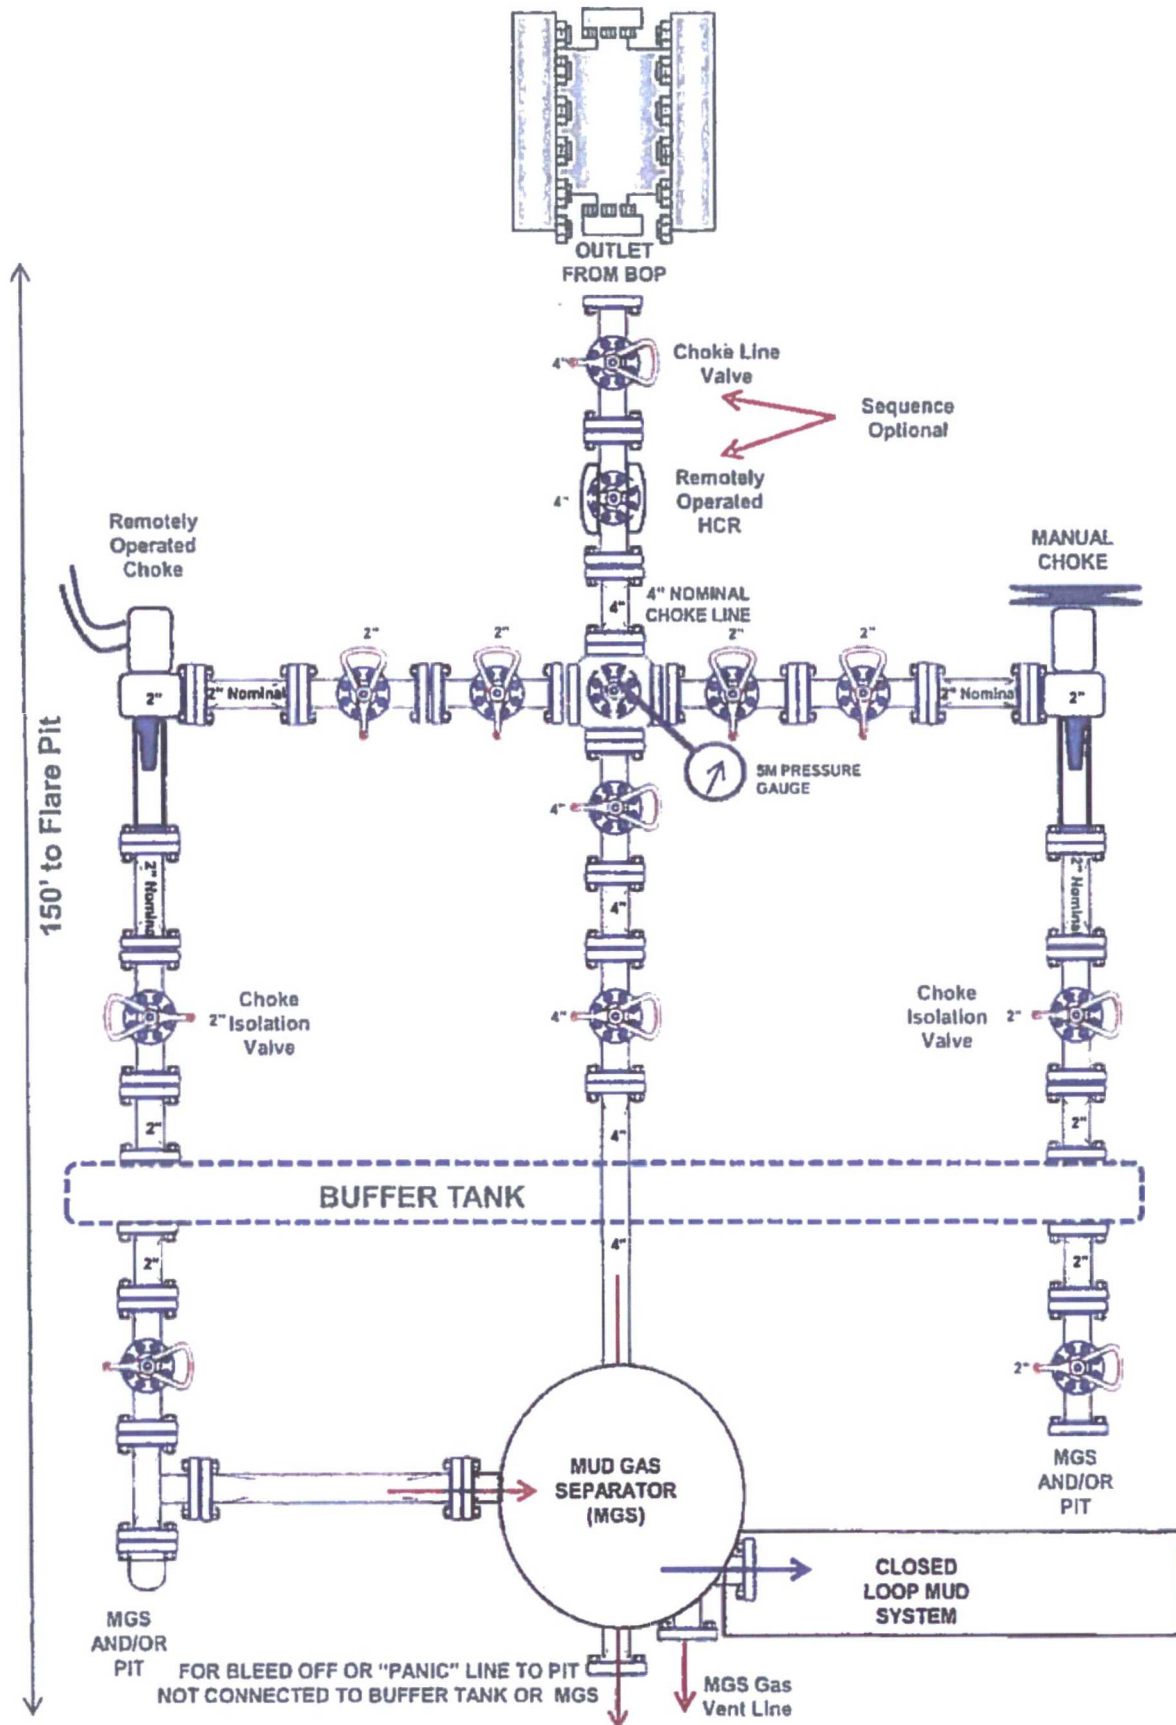 OUTLET
FROM BOP
4"
Choke Line
Valve
Sequence
Optional
4"
Remotely
Operated
HCR
Remotely
Operated
Choke
MANUAL
CHOKE
4"
4" NOMINAL
CHOKE LINE
2"
2"
2"
2"
2"
2" Nominal
2" Nominal
2"
5M PRESSURE
GAUGE
4"
150' to Flare Pit
2" Nominal
4"
2" Nominal
2"
Choke
Isolation
Valve
4"
Choke
Isolation
Valve
2"
2"
4"
2"
BUFFER TANK
2"
4"
2"
2"
MUD GAS
SEPARATOR
(MGS)
MGS
AND/OR
PIT
CLOSED
LOOP MUD
SYSTEM
MGS
AND/OR
PIT
FOR BLEED OFF OR "PANIC" LINE TO PIT
NOT CONNECTED TO BUFFER TANK OR MGS
MGS Gas
Vent Line